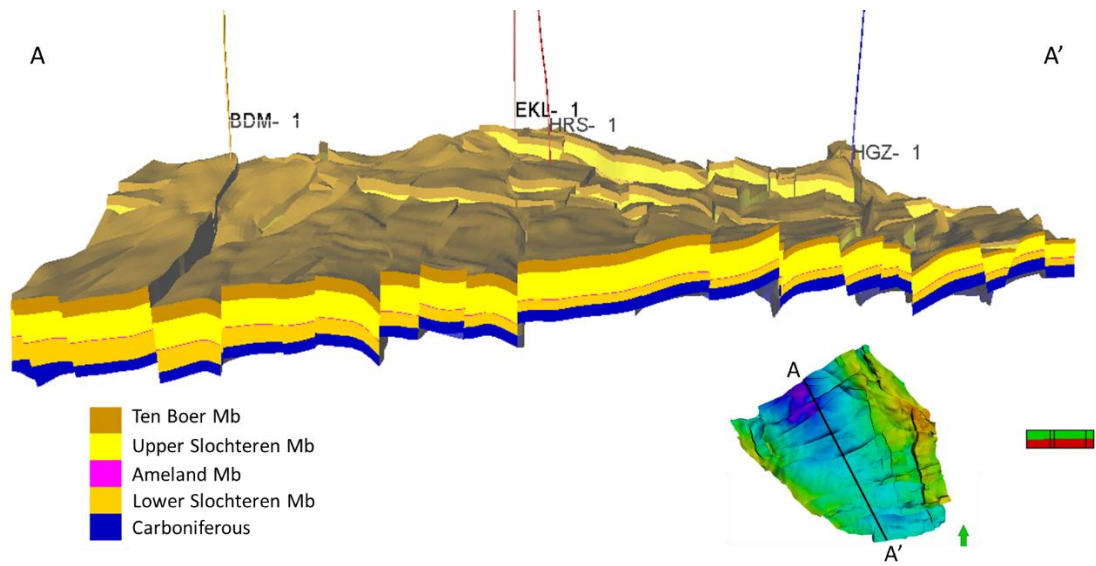 A
A’
BDM- 1
EKL- 1
HRS- 1
HGZ- 1
Ten Boer Mb
Upper Slochteren Mb
Ameland Mb
Lower Slochteren Mb
Carboniferous
A
A’